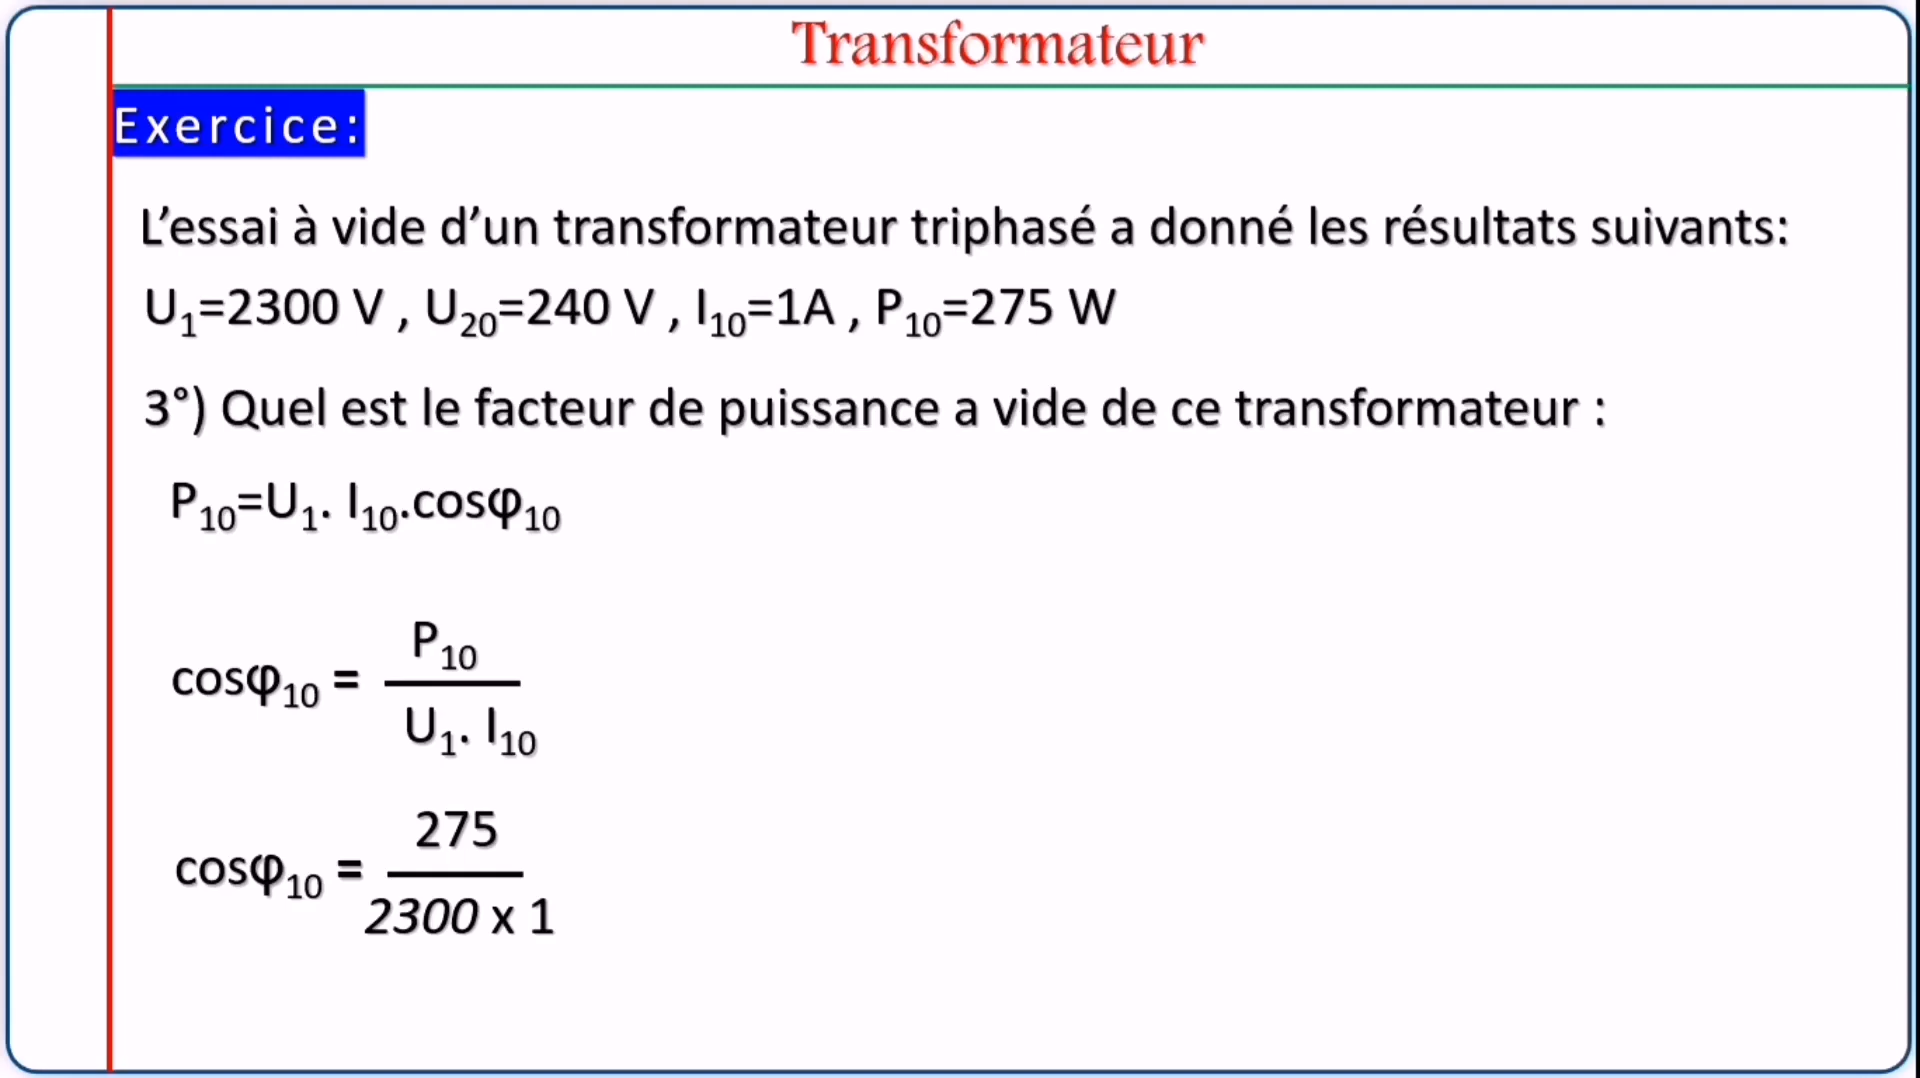 Transformateur
Exercice:
L’essai à vide d’un transformateur triphasé a donné les résultats suivants:
U₁=2300 V , U₂₀=240 V , I₁₀=1A , P₁₀=275 W
3°) Quel est le facteur de puissance a vide de ce transformateur :
P₁₀=U₁. I₁₀.cosφ₁₀
P₁₀
cosφ₁₀ =
U₁. I₁₀
275
cosφ₁₀ =
2300 x 1